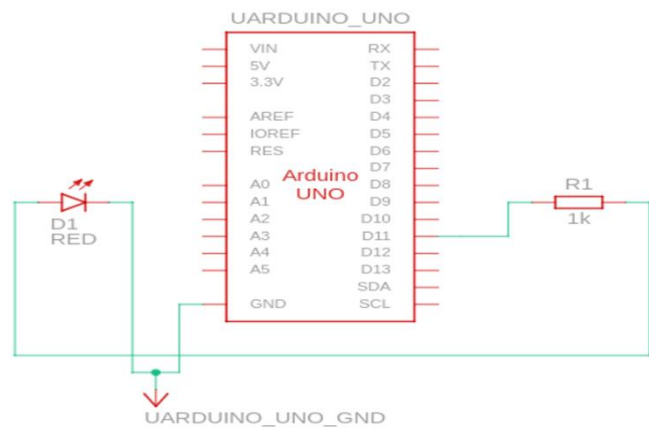 UARDUINO_UNO
VIN
5V
3.3V
AREF
IOREF
RES
A0
A1
A2
A3
A4
A5
GND
Arduino
UNO
RX
TX
D2
D3
D4
D5
D6
D7
D8
D9
D10
D11
D12
D13
SDA
SCL
D1
RED
R1
1k
UARDUINO_UNO_GND